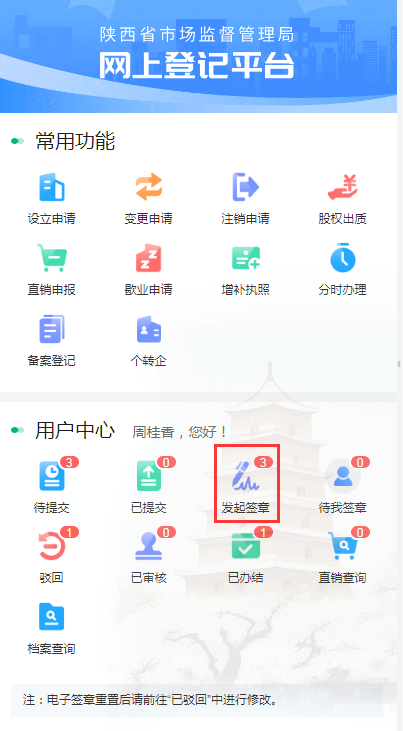 陕西省市场监督管理局
网上登记平台
常用功能
设立申请 变更申请 注销申请 股权出质
直销申报 歇业申请 增补执照 分时办理
备案登记 个转企
用户中心 周桂香，您好！
3 0 3 0
待提交 已提交 发起签章 待我签章
1 0 1 0
驳回 已审核 已办结 直销查询
档案查询
注：电子签章重置后请前往“已驳回”中进行修改。